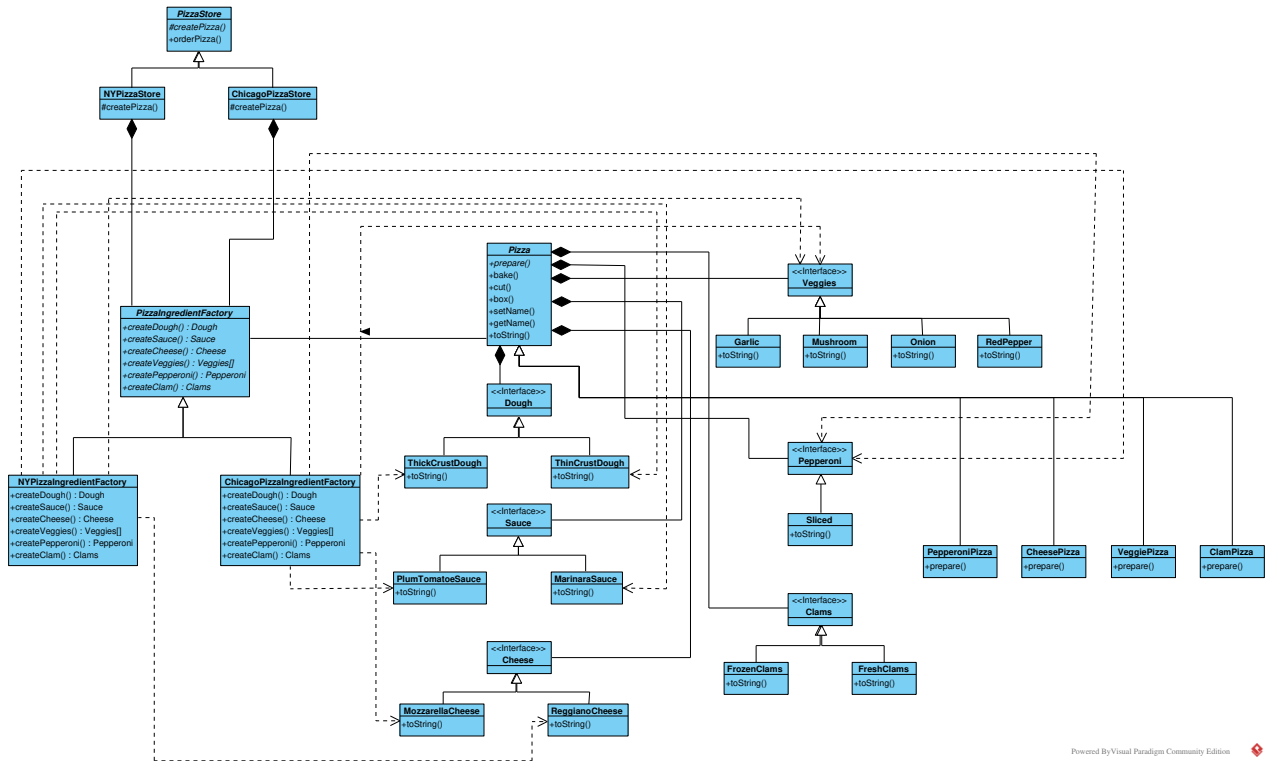 PizzaStore
#createPizza()
+orderPizza()
NYPizzaStore
#createPizza()
ChicagoPizzaStore
#createPizza()
Pizza
+prepare()
+bake()
+cut()
+box()
+setName()
+getName()
+toString()
<<Interface>>
Veggies
Garlic
+toString()
Mushroom
+toString()
Onion
+toString()
RedPepper
+toString()
PizzaIngredientFactory
+createDough() : Dough
+createSauce() : Sauce
+createCheese() : Cheese
+createVeggies() : Veggies[]
+createPepperoni() : Pepperoni
+createClam() : Clams
<<Interface>>
Dough
ThickCrustDough
+toString()
ThinCrustDough
+toString()
<<Interface>>
Pepperoni
Sliced
+toString()
NYPizzaIngredientFactory
+createDough() : Dough
+createSauce() : Sauce
+createCheese() : Cheese
+createVeggies() : Veggies[]
+createPepperoni() : Pepperoni
+createClam() : Clams
ChicagoPizzaIngredientFactory
+createDough() : Dough
+createSauce() : Sauce
+createCheese() : Cheese
+createVeggies() : Veggies[]
+createPepperoni() : Pepperoni
+createClam() : Clams
<<Interface>>
Sauce
PlumTomatoeSauce
+toString()
MarinaraSauce
+toString()
PepperoniPizza
+prepare()
CheesePizza
+prepare()
VeggiePizza
+prepare()
ClamPizza
+prepare()
<<Interface>>
Clams
FrozenClams
+toString()
FreshClams
+toString()
<<Interface>>
Cheese
MozzarellaCheese
+toString()
ReggianoCheese
+toString()
Powered ByVisual Paradigm Community Edition